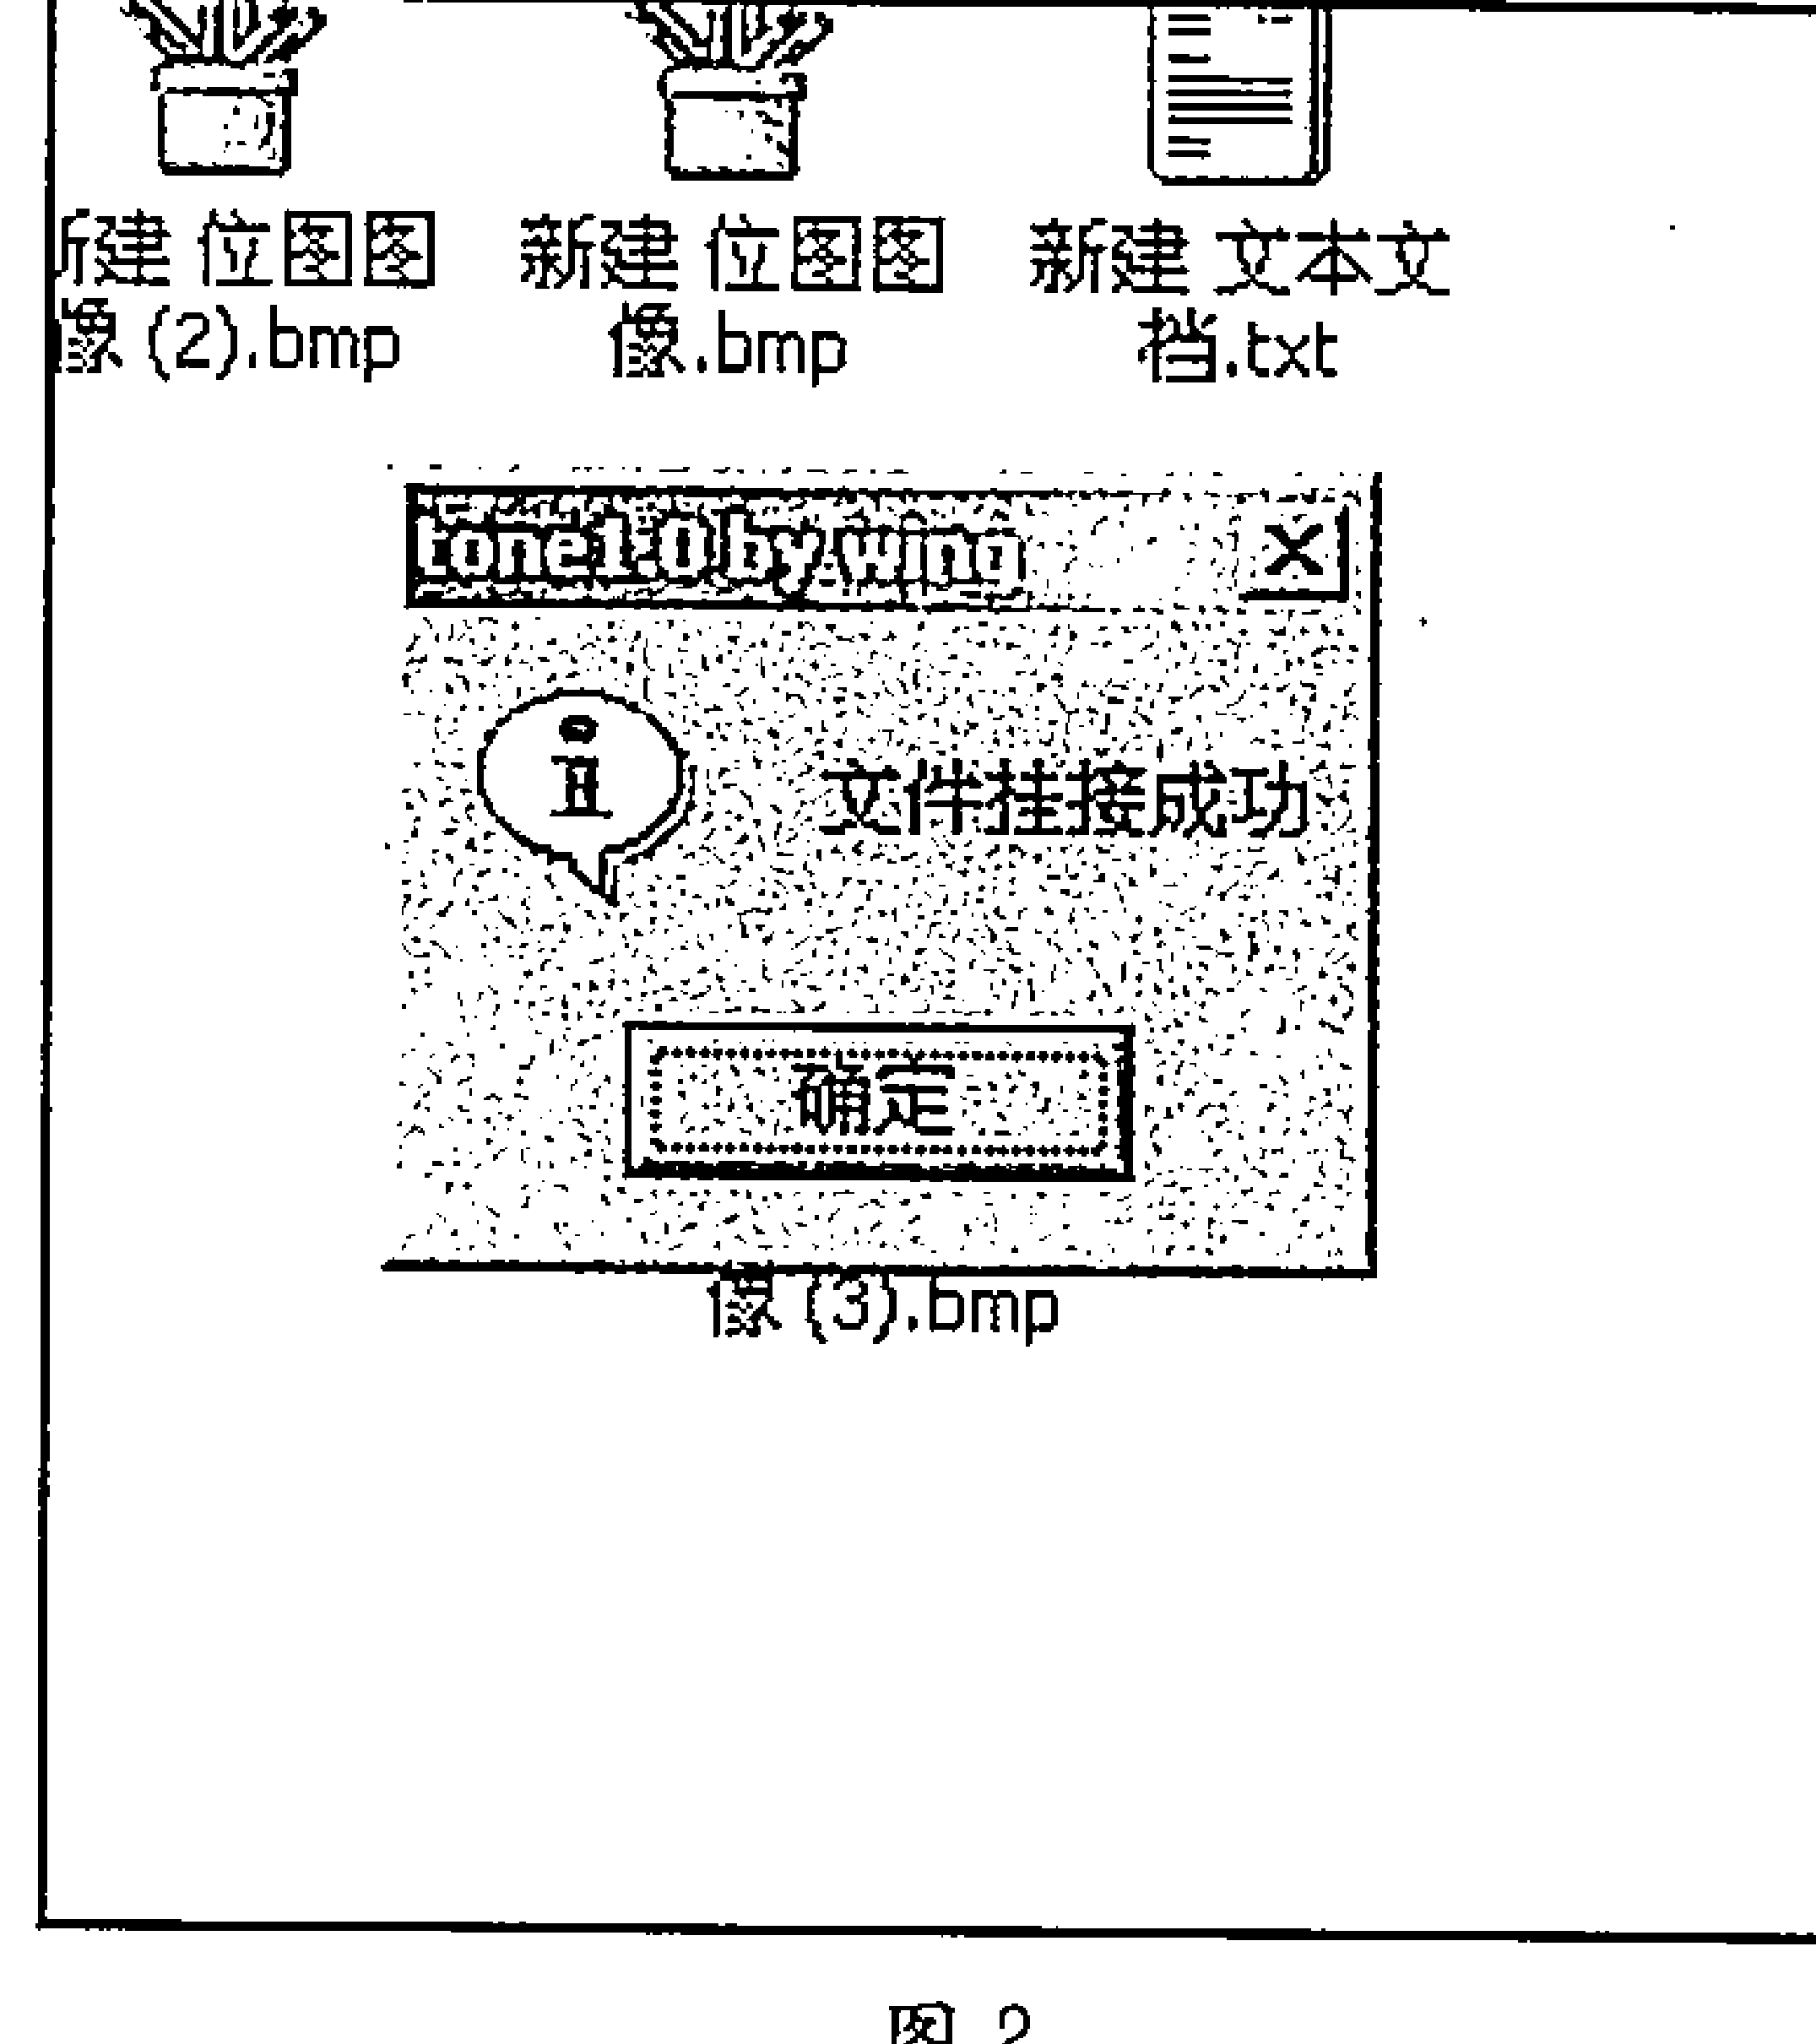 新建 位图图
像 (2).bmp
新建 位图图
像.bmp
新建 文本文
档.txt
tone1.0 by wing
文件挂接成功
确定
像 (3).bmp
图 2